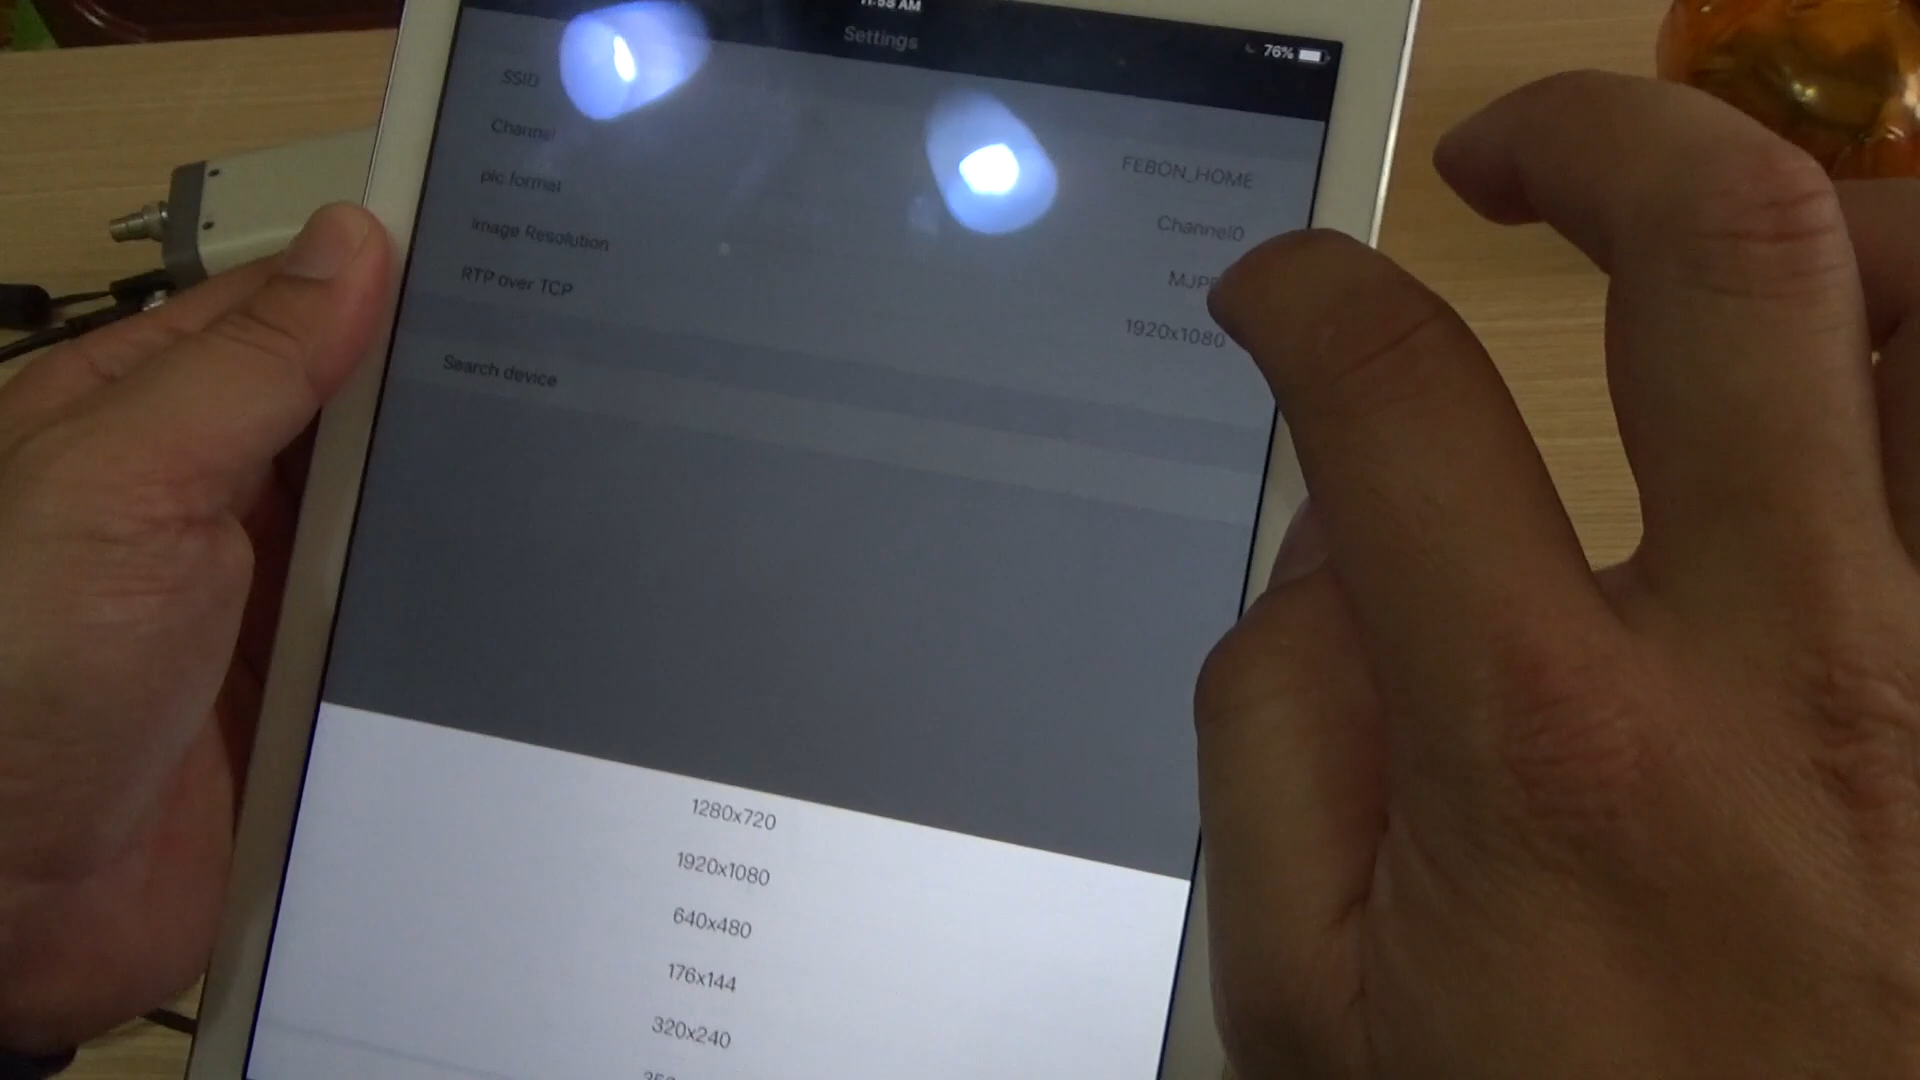 Settings
76%
SSID
FEBON_HOME
Channel
Channel0
pic format
Image Resolution
1920x1080
RTP over TCP
Search device
1280x720
1920x1080
640x480
176x144
320x240